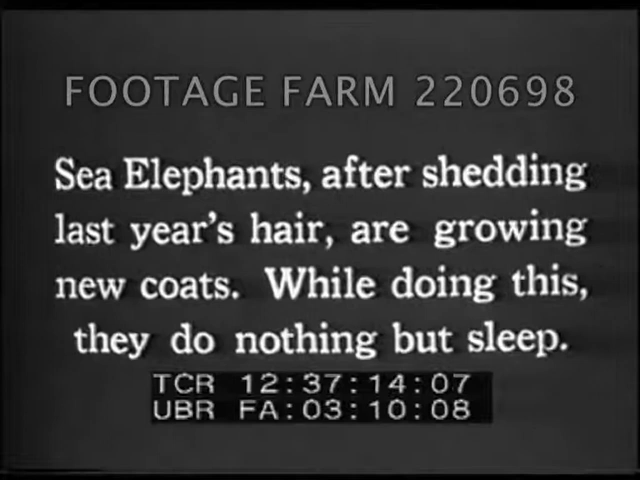 FOOTAGE FARM 220698
Sea Elephants, after shedding
last year's hair, are growing
new coats. While doing this,
they do nothing but sleep.
TCR 12:37:14:07
UBR FA:03:10:08